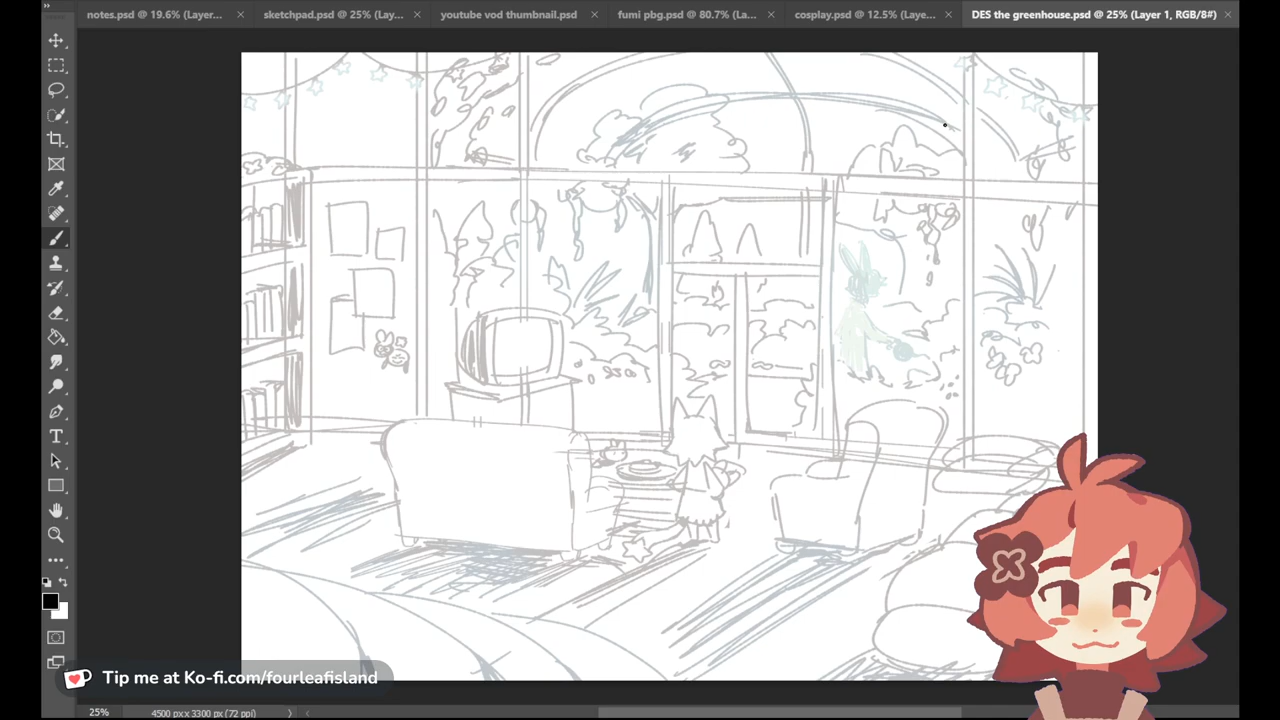 notes.psd @ 19.6% (Layer...
sketchpad.psd @ 25% (Lay...
youtube vod thumbnail.psd
fumi pbg.psd @ 80.7% (La...
cosplay.psd @ 12.5% (Laye...
DES the greenhouse.psd @ 25% (Layer 1, RGB/8#)
Tip me at Ko-fi.com/fourleafisland
25%
4500 px x 3300 px (72 ppi)